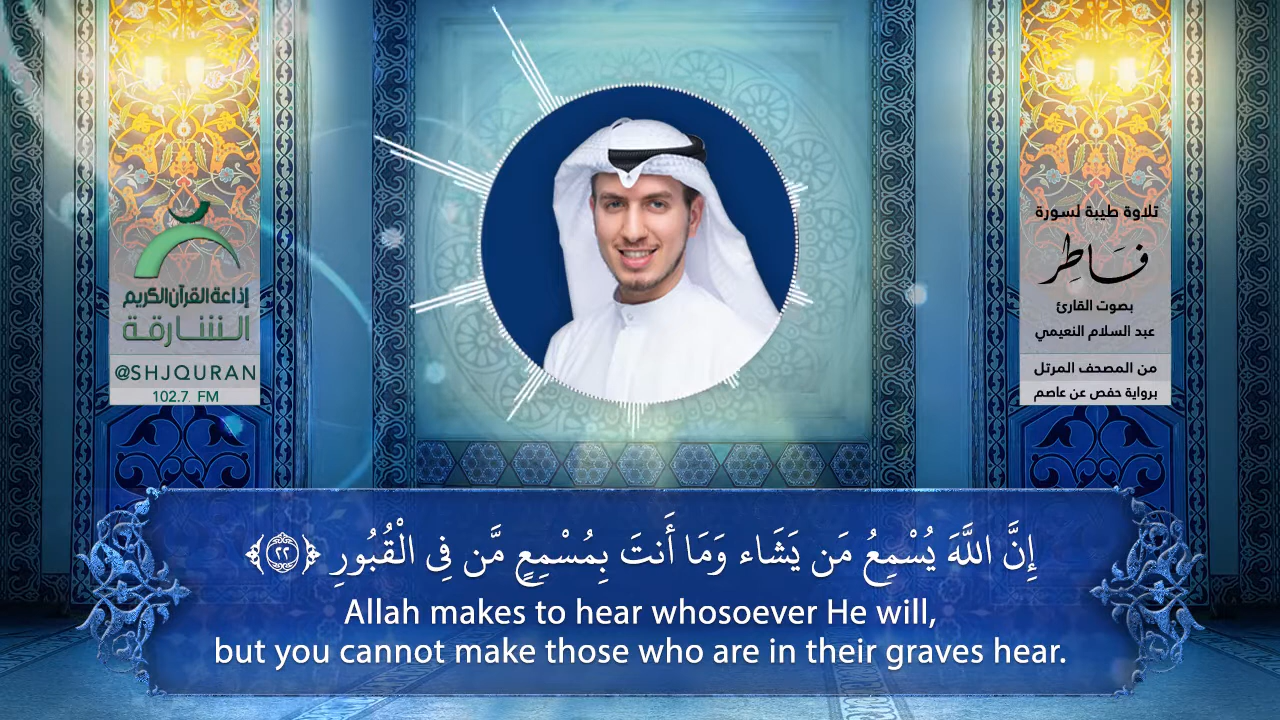 إذاعة القرآن الكريم
الشارقة
@SHJQURAN
102.7 FM
تلاوة طيبة لسورة
فَاطِر
بصوت القارئ
عبد السلام النعيمي
من المصحف المرتل
برواية حفص عن عاصم
إِنَّ اللَّهَ يُسْمِعُ مَن يَشَاء وَمَا أَنتَ بِمُسْمِعٍ مَّن فِى الْقُبُورِ ﴿٢٢﴾
Allah makes to hear whosoever He will,
but you cannot make those who are in their graves hear.